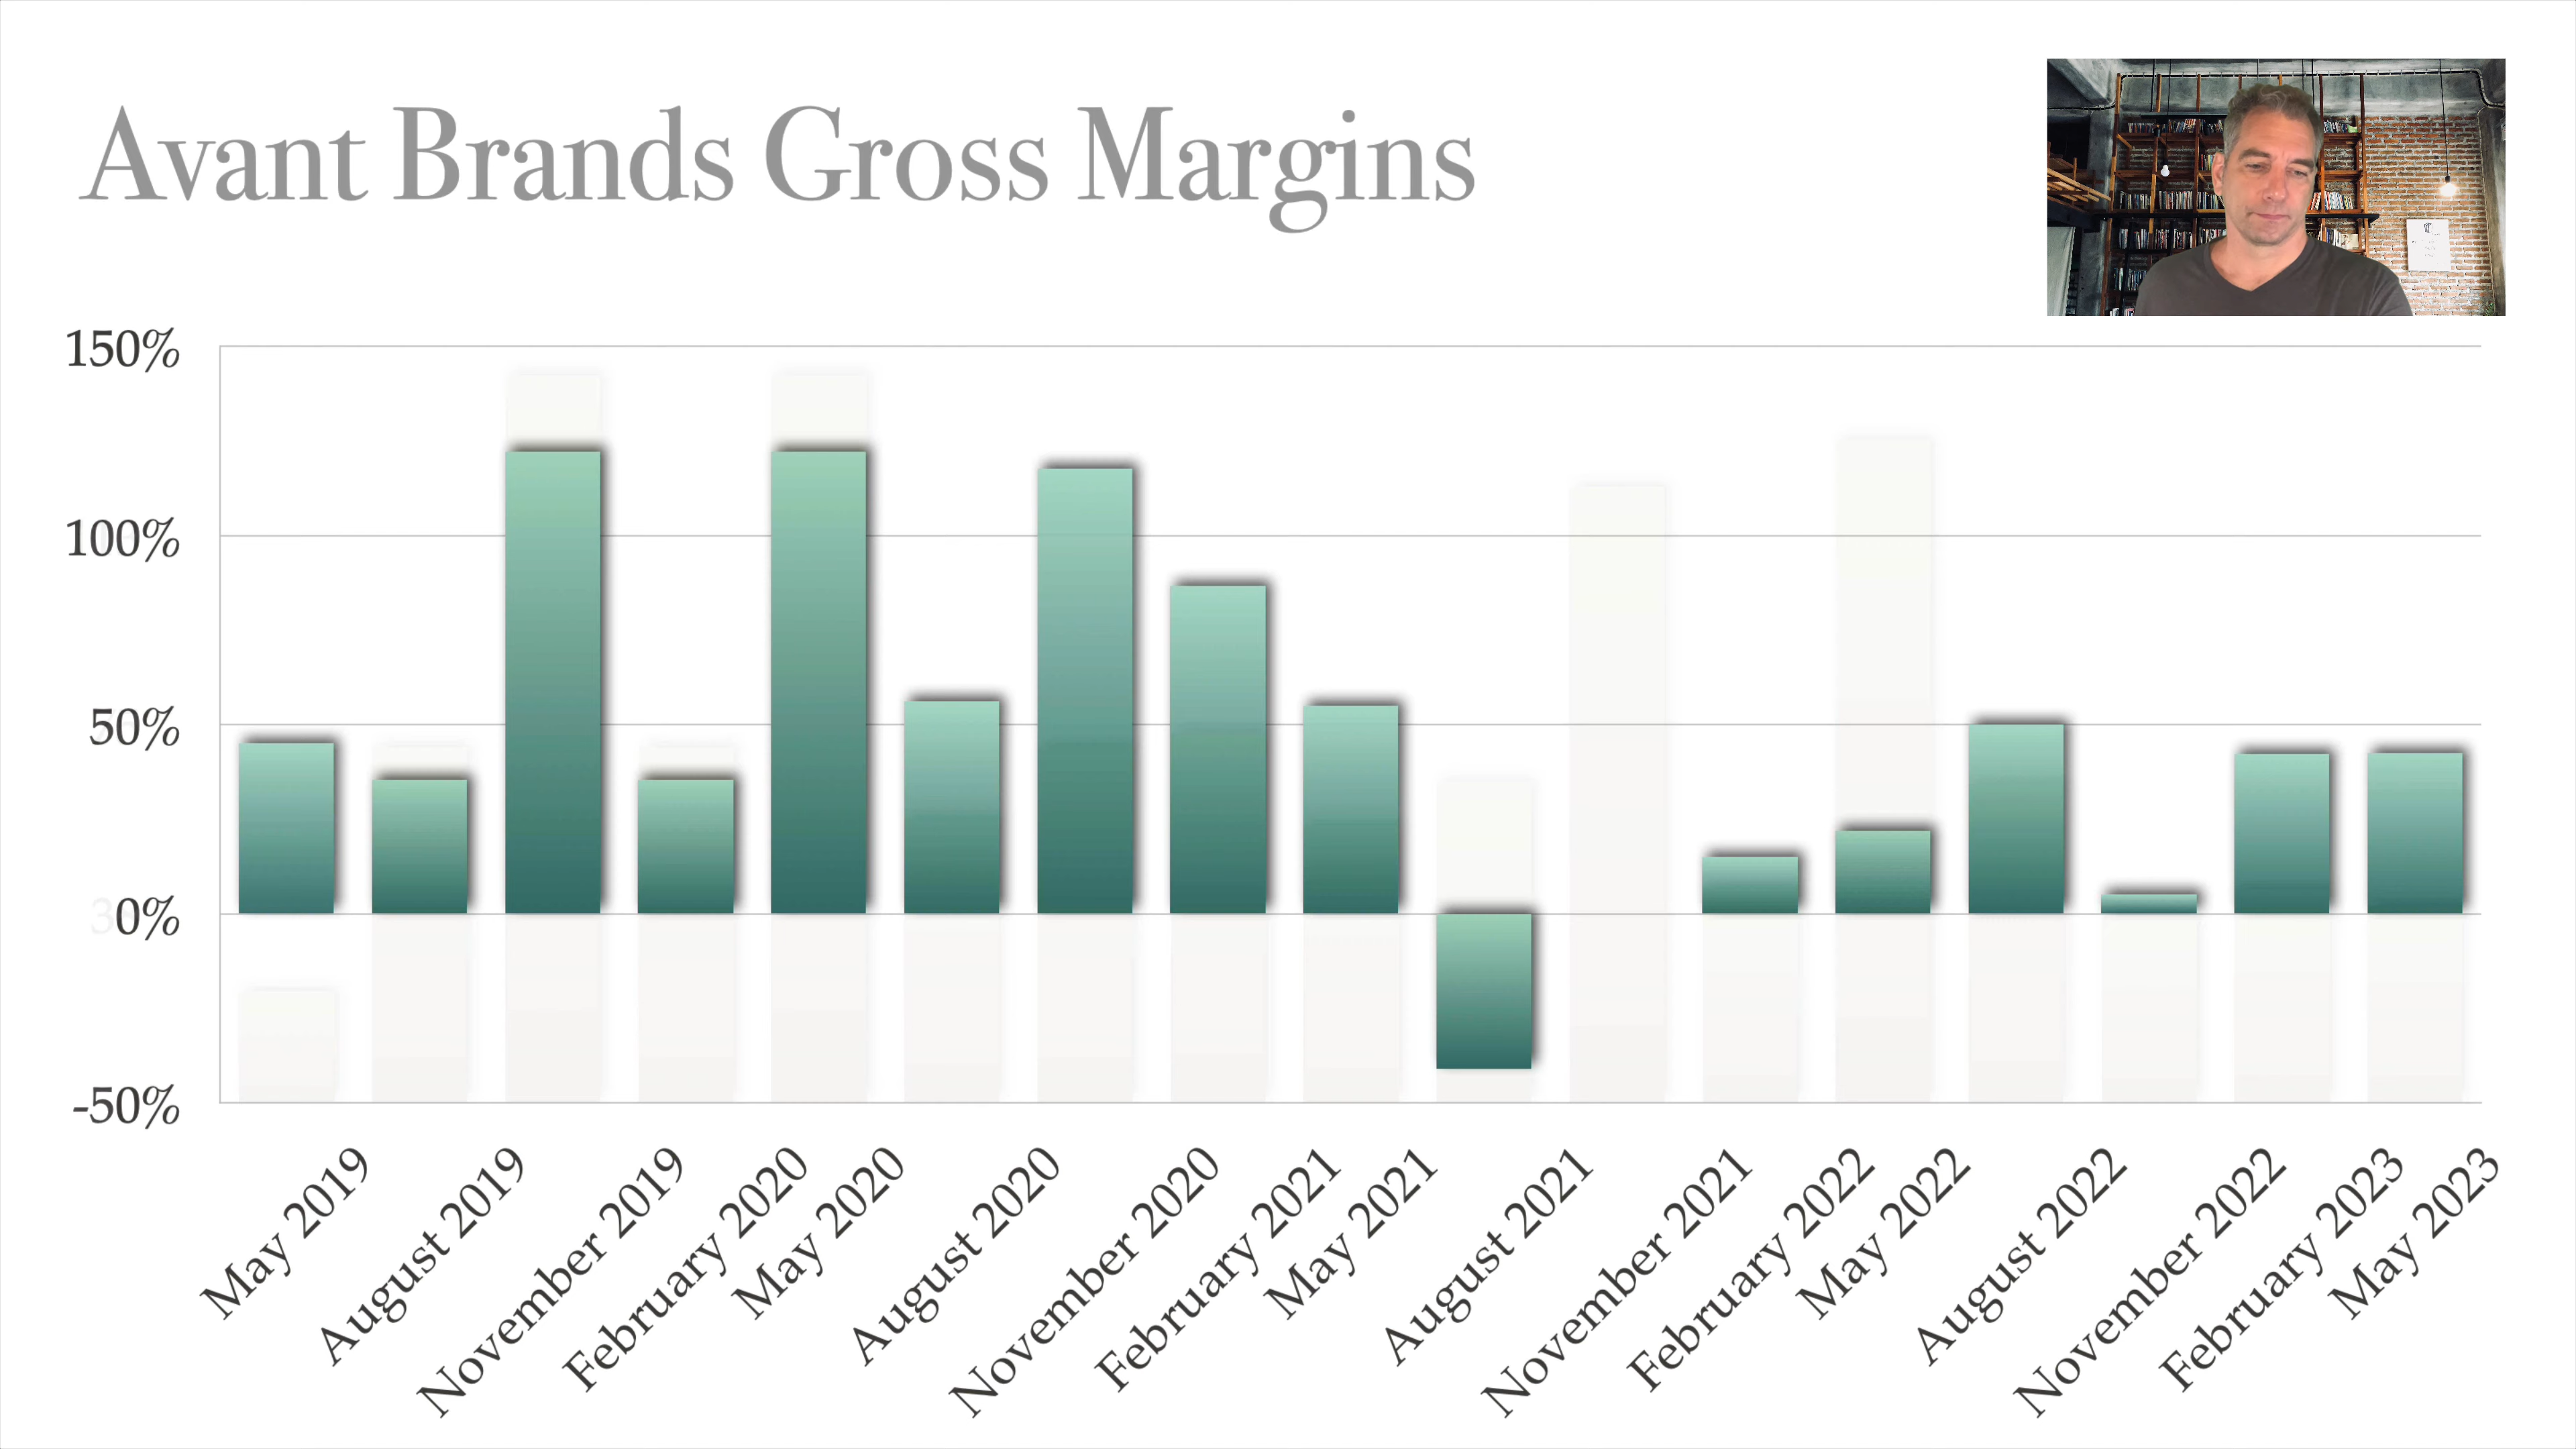 Avant Brands Gross Margins
150%
100%
50%
0%
-50%
May 2019
August 2019
November 2019
February 2020
May 2020
August 2020
November 2020
February 2021
May 2021
August 2021
November 2021
February 2022
May 2022
August 2022
November 2022
February 2023
May 2023